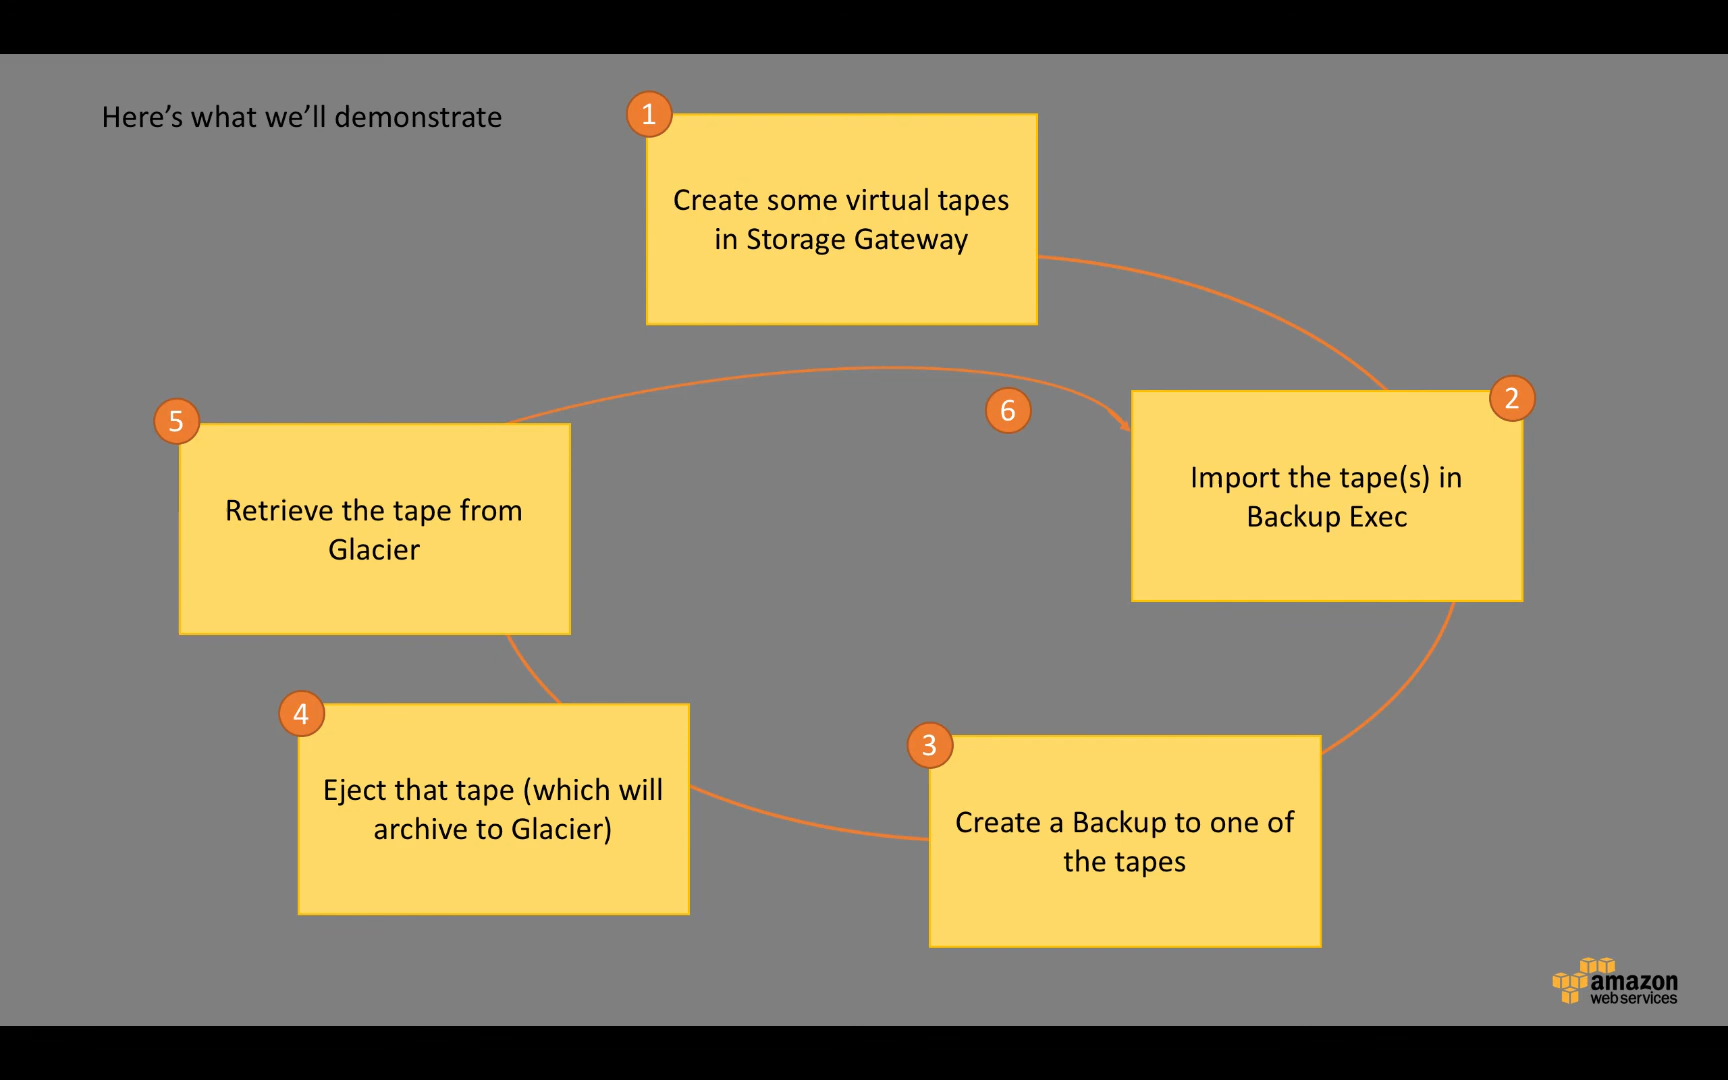 Here’s what we’ll demonstrate
1
Create some virtual tapes
in Storage Gateway
2
Import the tape(s) in
Backup Exec
3
Create a Backup to one of
the tapes
4
Eject that tape (which will
archive to Glacier)
5
Retrieve the tape from
Glacier
6
amazon
web services